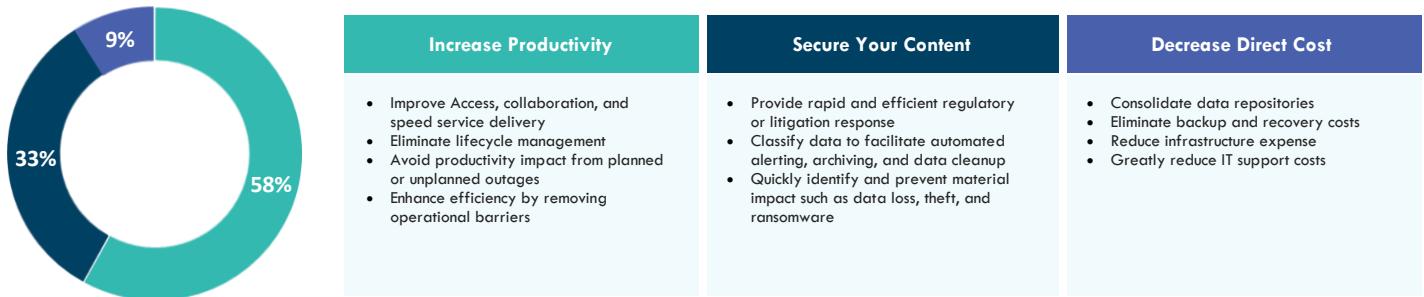 9%
33%
58%
Increase Productivity
• Improve Access, collaboration, and
speed service delivery
• Eliminate lifecycle management
• Avoid productivity impact from planned
or unplanned outages
• Enhance efficiency by removing
operational barriers
Secure Your Content
• Provide rapid and efficient regulatory
or litigation response
• Classify data to facilitate automated
alerting, archiving, and data cleanup
• Quickly identify and prevent material
impact such as data loss, theft, and
ransomware
Decrease Direct Cost
• Consolidate data repositories
• Eliminate backup and recovery costs
• Reduce infrastructure expense
• Greatly reduce IT support costs